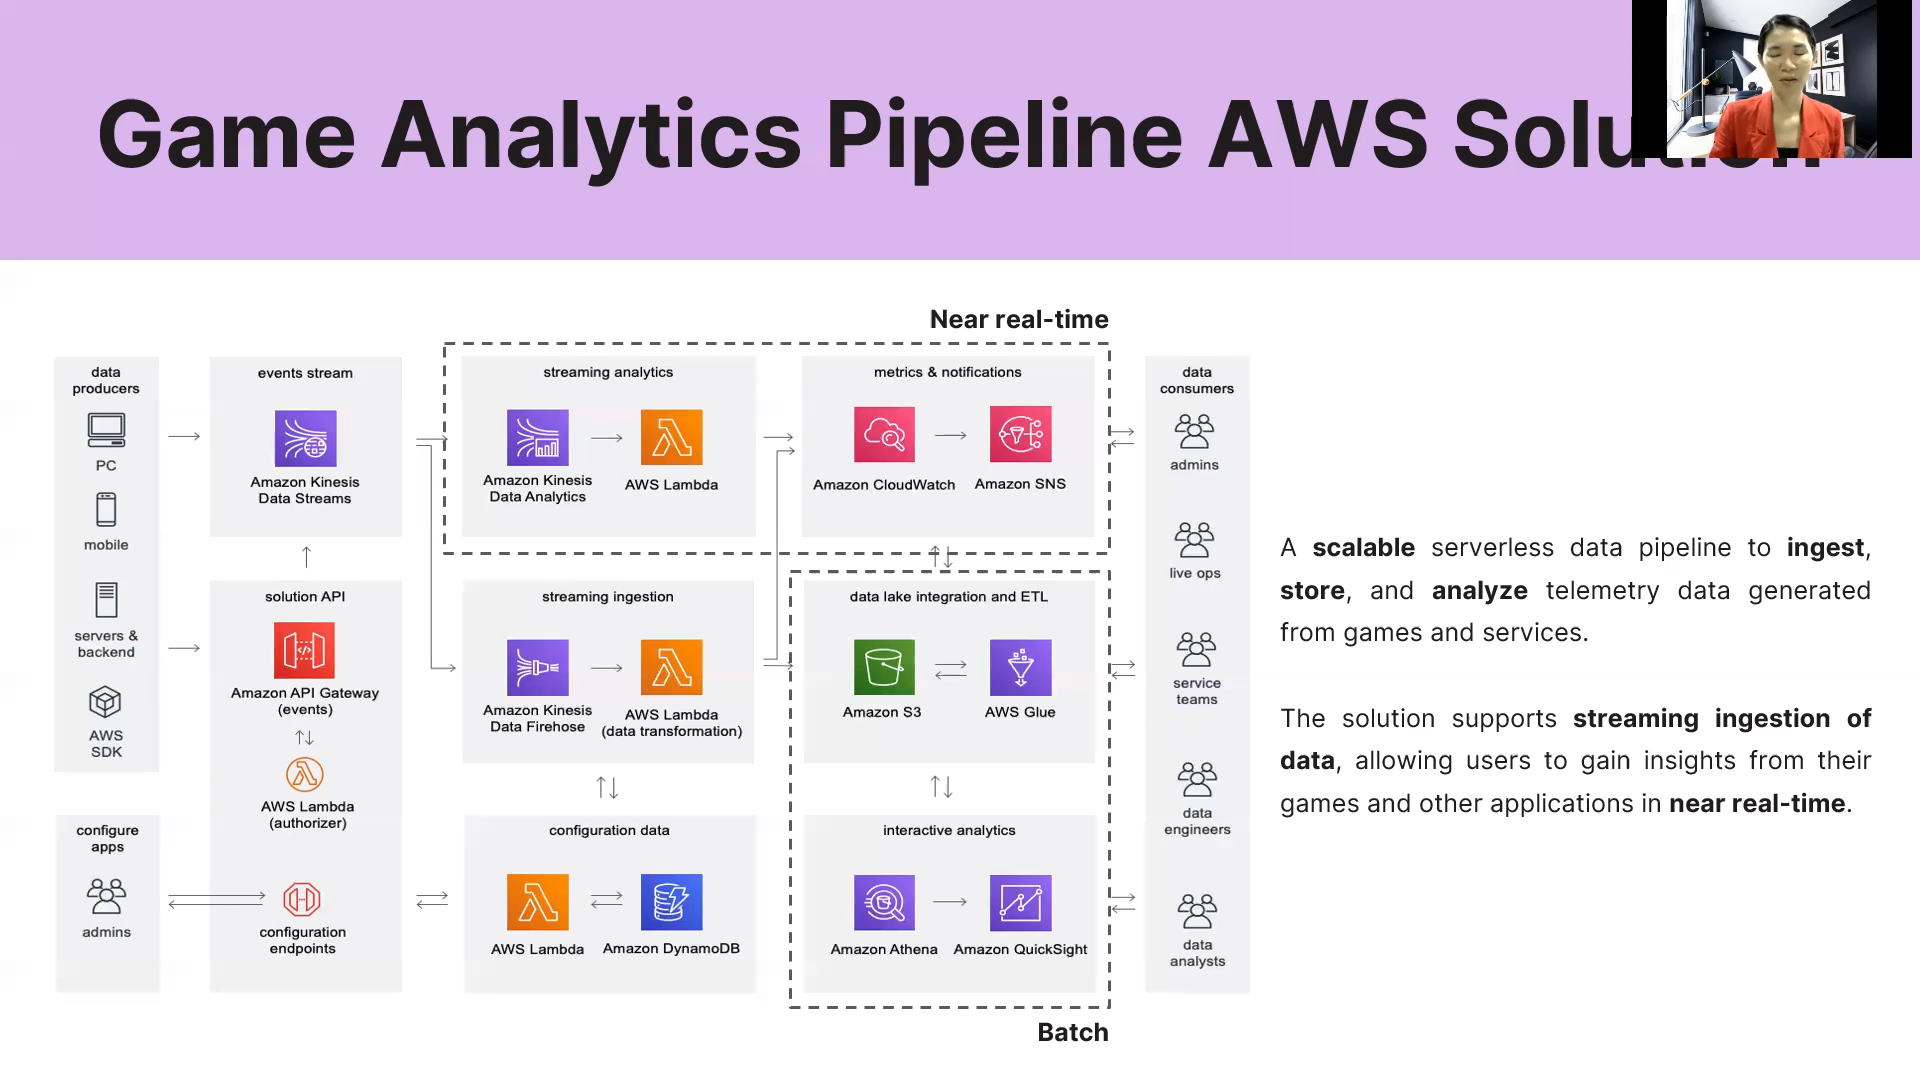 Game Analytics Pipeline AWS Solution
Near real-time
data
producers
PC
mobile
servers &
backend
AWS
SDK
configure
apps
admins
events stream
Amazon Kinesis
Data Streams
solution API
Amazon API Gateway
(events)
AWS Lambda
(authorizer)
configuration
endpoints
streaming analytics
Amazon Kinesis
Data Analytics
AWS Lambda
streaming ingestion
Amazon Kinesis
Data Firehose
AWS Lambda
(data transformation)
configuration data
AWS Lambda
Amazon DynamoDB
metrics & notifications
Amazon CloudWatch
Amazon SNS
data lake integration and ETL
Amazon S3
AWS Glue
interactive analytics
Amazon Athena
Amazon QuickSight
Batch
data
consumers
admins
live ops
service
teams
data
engineers
data
analysts
A scalable serverless data pipeline to ingest,
store, and analyze telemetry data generated
from games and services.
The solution supports streaming ingestion of
data, allowing users to gain insights from their
games and other applications in near real-time.